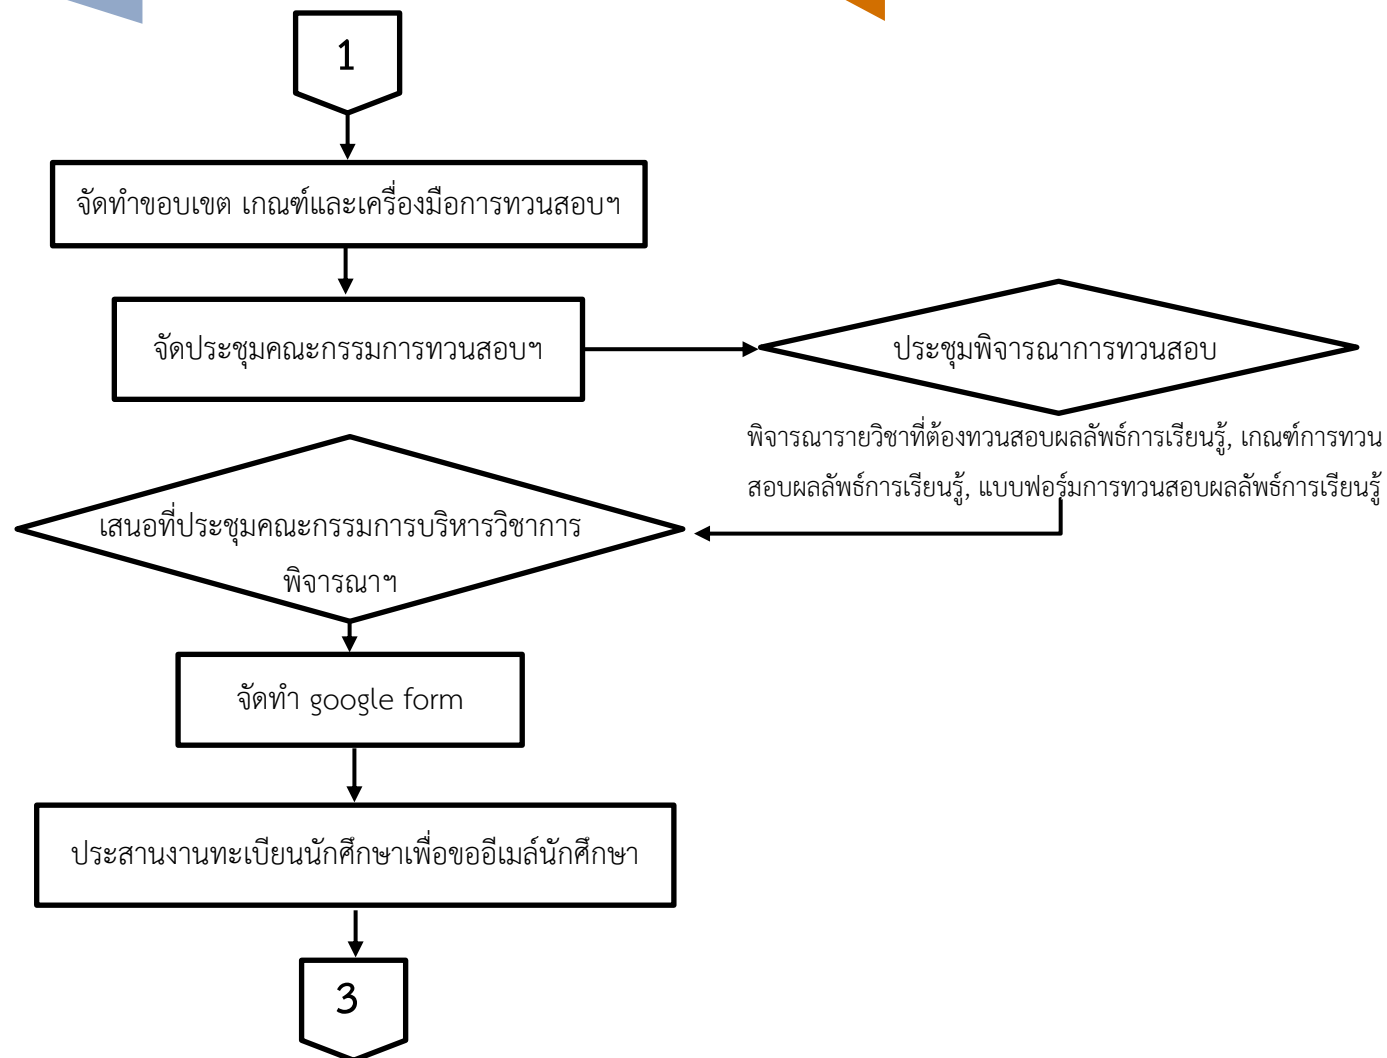 1
จัดทำขอบเขต เกณฑ์และเครื่องมือการทวนสอบฯ
จัดประชุมคณะกรรมการทวนสอบฯ
ประชุมพิจารณาการทวนสอบ
พิจารณารายวิชาที่ต้องทวนสอบผลลัพธ์การเรียนรู้, เกณฑ์การทวน
สอบผลลัพธ์การเรียนรู้, แบบฟอร์มการทวนสอบผลลัพธ์การเรียนรู้
เสนอที่ประชุมคณะกรรมการบริหารวิชาการ
พิจารณาฯ
จัดทำ google form
ประสานงานทะเบียนนักศึกษาเพื่อขออีเมล์นักศึกษา
3